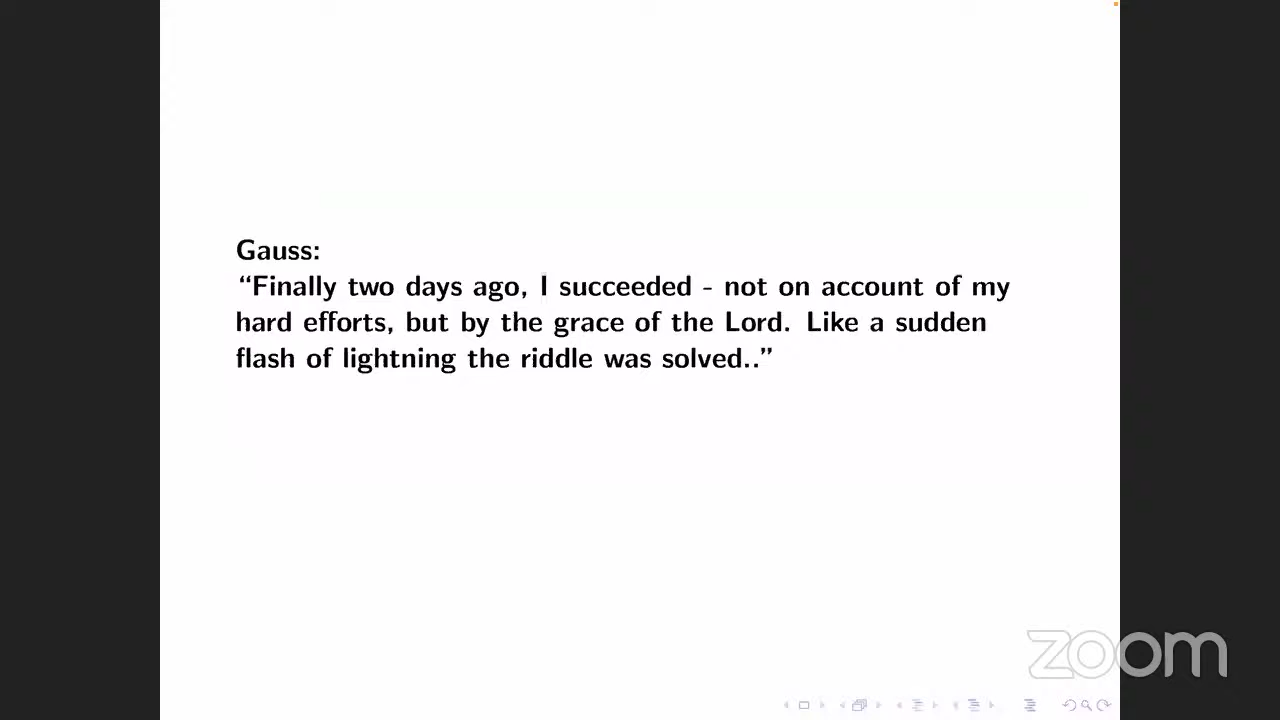 Gauss:
“Finally two days ago, I succeeded - not on account of my
hard efforts, but by the grace of the Lord. Like a sudden
flash of lightning the riddle was solved..”
zoom